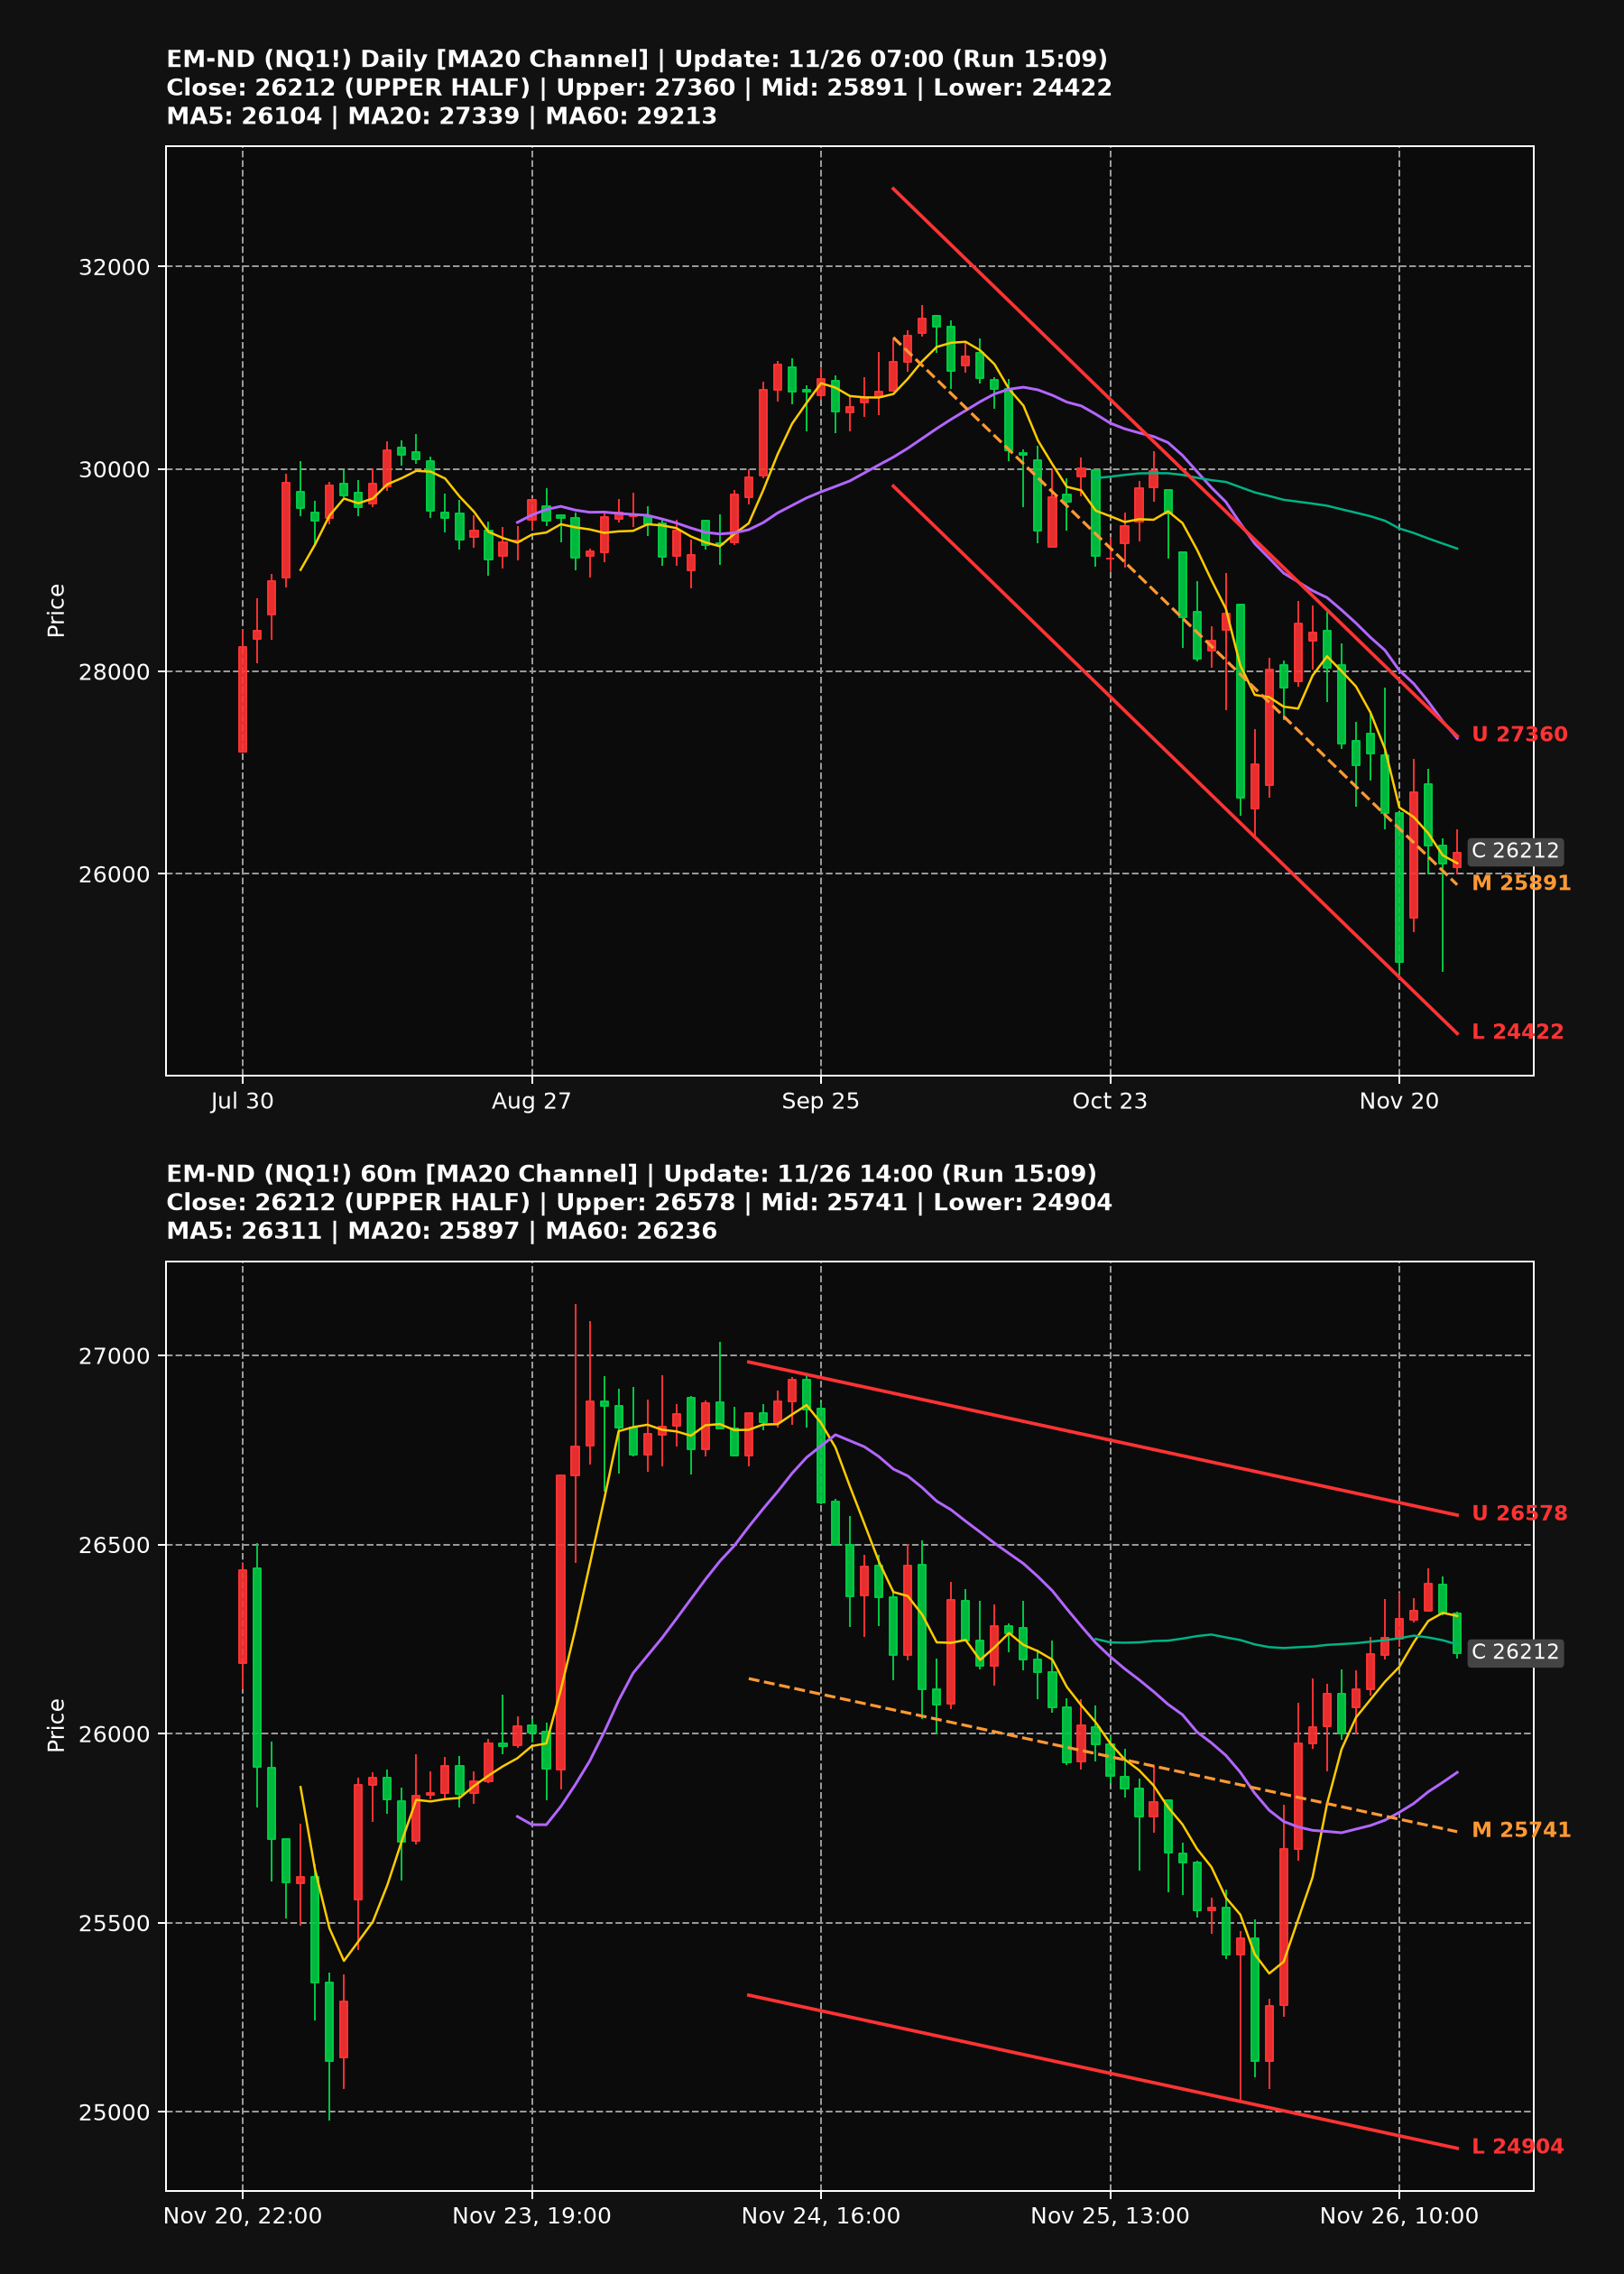 EM-ND (NQ1!) Daily [MA20 Channel] | Update: 11/26 07:00 (Run 15:09)
Close: 26212 (UPPER HALF) | Upper: 27360 | Mid: 25891 | Lower: 24422
MA5: 26104 | MA20: 27339 | MA60: 29213
Price
32000
30000
28000
26000
U 27360
C 26212
M 25891
L 24422
Jul 30
Aug 27
Sep 25
Oct 23
Nov 20
EM-ND (NQ1!) 60m [MA20 Channel] | Update: 11/26 14:00 (Run 15:09)
Close: 26212 (UPPER HALF) | Upper: 26578 | Mid: 25741 | Lower: 24904
MA5: 26311 | MA20: 25897 | MA60: 26236
Price
27000
26500
26000
25500
25000
U 26578
C 26212
M 25741
L 24904
Nov 20, 22:00
Nov 23, 19:00
Nov 24, 16:00
Nov 25, 13:00
Nov 26, 10:00